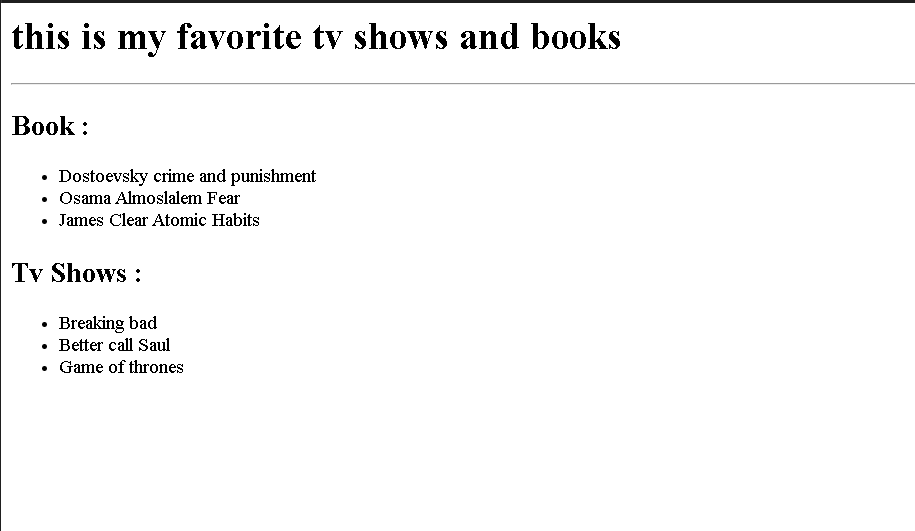 this is my favorite tv shows and books
Book :
Dostoevsky crime and punishment
Osama Almoslalem Fear
James Clear Atomic Habits
Tv Shows :
Breaking bad
Better call Saul
Game of thrones